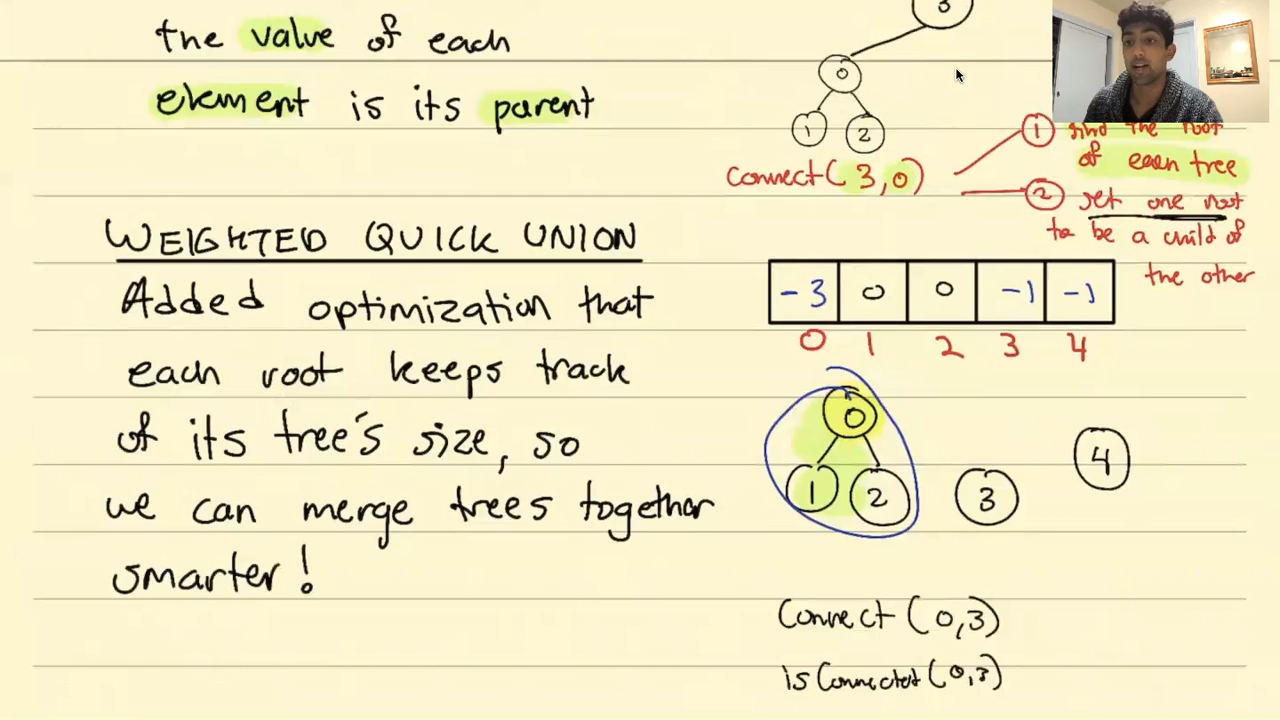 the value of each
element is its parent
WEIGHTED QUICK UNION
Added optimization that
each root keeps track
of its tree's size, so
we can merge trees together
smarter!
3
0
1 2
connect(3,0)
1 find the root
of each tree
2 set one root
to be a child of
the other
-3 0 0 -1 -1
0 1 2 3 4
0
1 2 3 4
Connect(0,3)
isConnected(0,3)